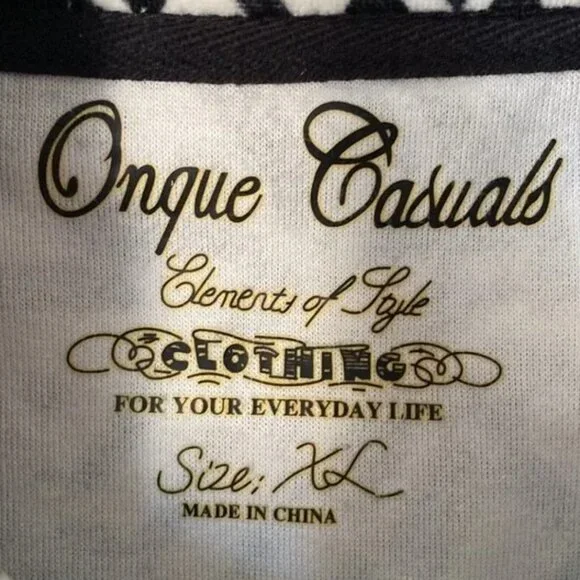 Onque Casuals
Elements of Style
CLOTHING
FOR YOUR EVERYDAY LIFE
Size: XL
MADE IN CHINA